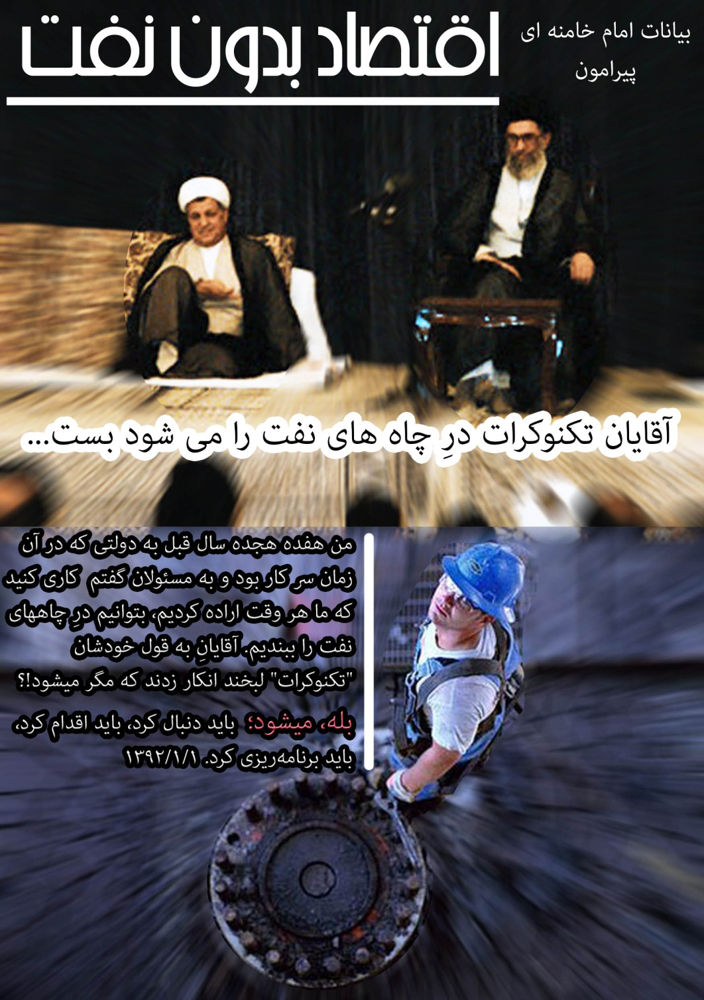 بیانات امام خامنه ای
پیرامون
اقتصاد بدون نفت
آقایان تکنوکرات درِ چاه های نفت را می شود بست...
من هفده هجده سال قبل به دولتی که در آن
زمان سر کار بود و به مسئولان گفتم کاری کنید
که ما هر وقت اراده کردیم، بتوانیم درِ چاههای
نفت را ببندیم. آقایانِ به قول خودشان
"تکنوکرات" لبخند انکار زدند که مگر میشود!؟
بله، میشود؛ باید دنبال کرد، باید اقدام کرد،
باید برنامه‌ریزی کرد. ۱۳۹۲/۱/۱